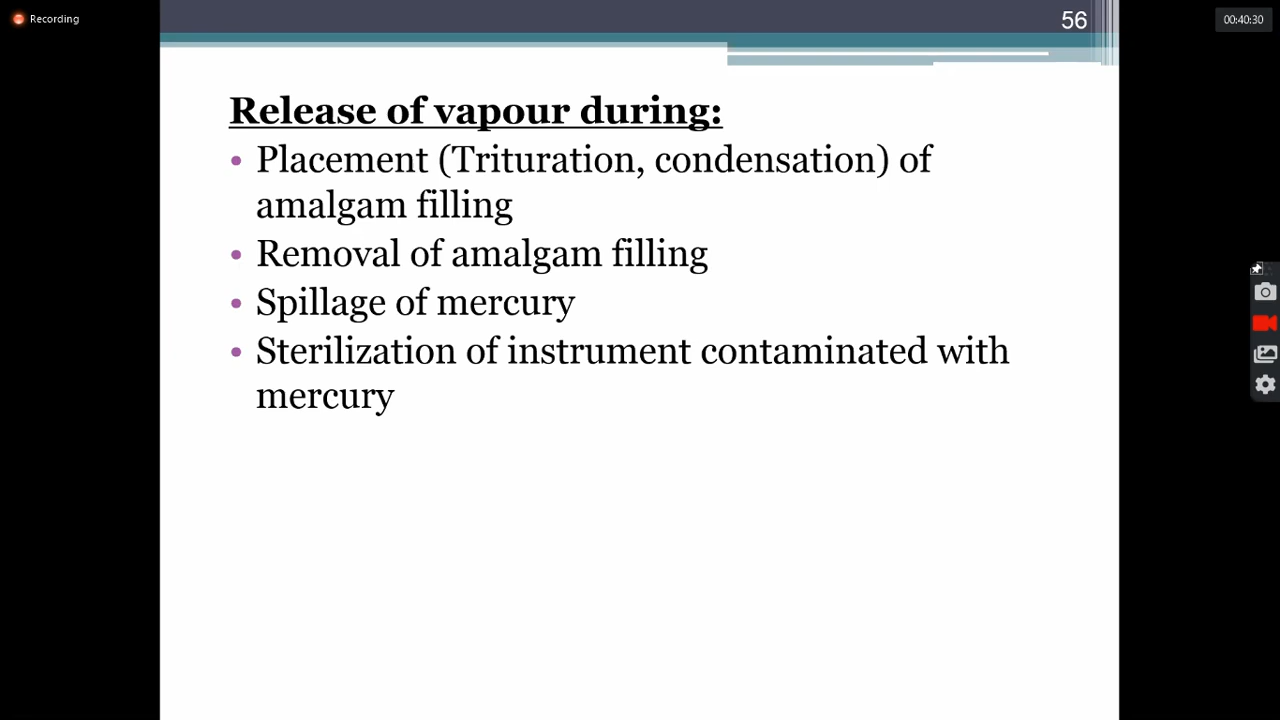 Recording
56
00:40:30
Release of vapour during:
• Placement (Trituration, condensation) of
amalgam filling
• Removal of amalgam filling
• Spillage of mercury
• Sterilization of instrument contaminated with
mercury